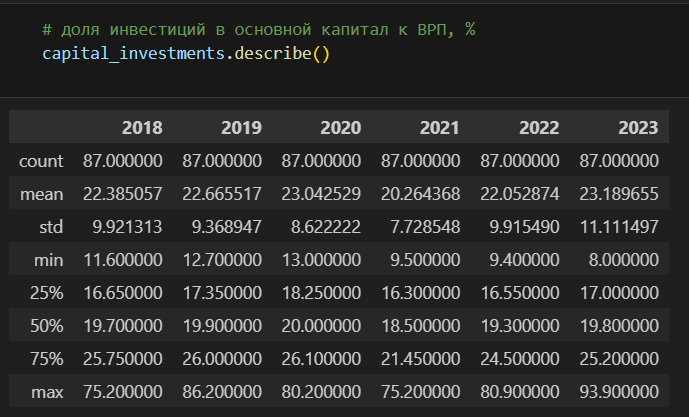 # доля инвестиций в основной капитал к ВРП, %
capital_investments.describe()
2018 2019 2020 2021 2022 2023
count 87.000000 87.000000 87.000000 87.000000 87.000000 87.000000
mean 22.385057 22.665517 23.042529 20.264368 22.052874 23.189655
std 9.921313 9.368947 8.622222 7.728548 9.915490 11.111497
min 11.600000 12.700000 13.000000 9.500000 9.400000 8.000000
25% 16.650000 17.350000 18.250000 16.300000 16.550000 17.000000
50% 19.700000 19.900000 20.000000 18.500000 19.300000 19.800000
75% 25.750000 26.000000 26.100000 21.450000 24.500000 25.200000
max 75.200000 86.200000 80.200000 75.200000 80.900000 93.900000